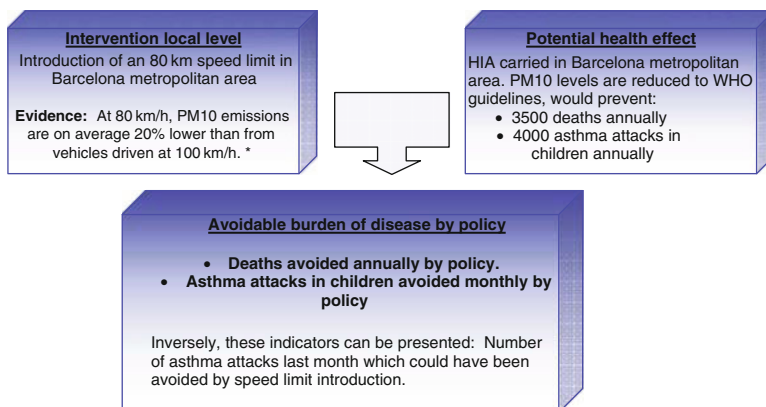 Intervention local level
Introduction of an 80 km speed limit in
Barcelona metropolitan area
Evidence: At 80 km/h, PM10 emissions
are on average 20% lower than from
vehicles driven at 100 km/h. *
Potential health effect
HIA carried in Barcelona metropolitan
area. PM10 levels are reduced to WHO
guidelines, would prevent:
• 3500 deaths annually
• 4000 asthma attacks in
children annually
Avoidable burden of disease by policy
• Deaths avoided annually by policy.
• Asthma attacks in children avoided monthly by
policy
Inversely, these indicators can be presented: Number
of asthma attacks last month which could have been
avoided by speed limit introduction.